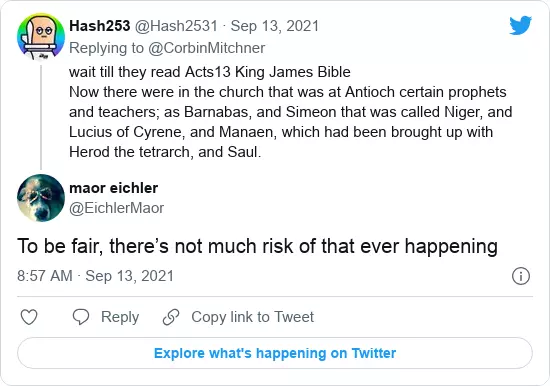 Hash253 @Hash2531 · Sep 13, 2021
Replying to @CorbinMitchner
wait till they read Acts13 King James Bible
Now there were in the church that was at Antioch certain prophets
and teachers; as Barnabas, and Simeon that was called Niger, and
Lucius of Cyrene, and Manaen, which had been brought up with
Herod the tetrarch, and Saul.
maor eichler
@EichlerMaor
To be fair, there’s not much risk of that ever happening
8:57 AM · Sep 13, 2021
Reply
Copy link to Tweet
Explore what's happening on Twitter